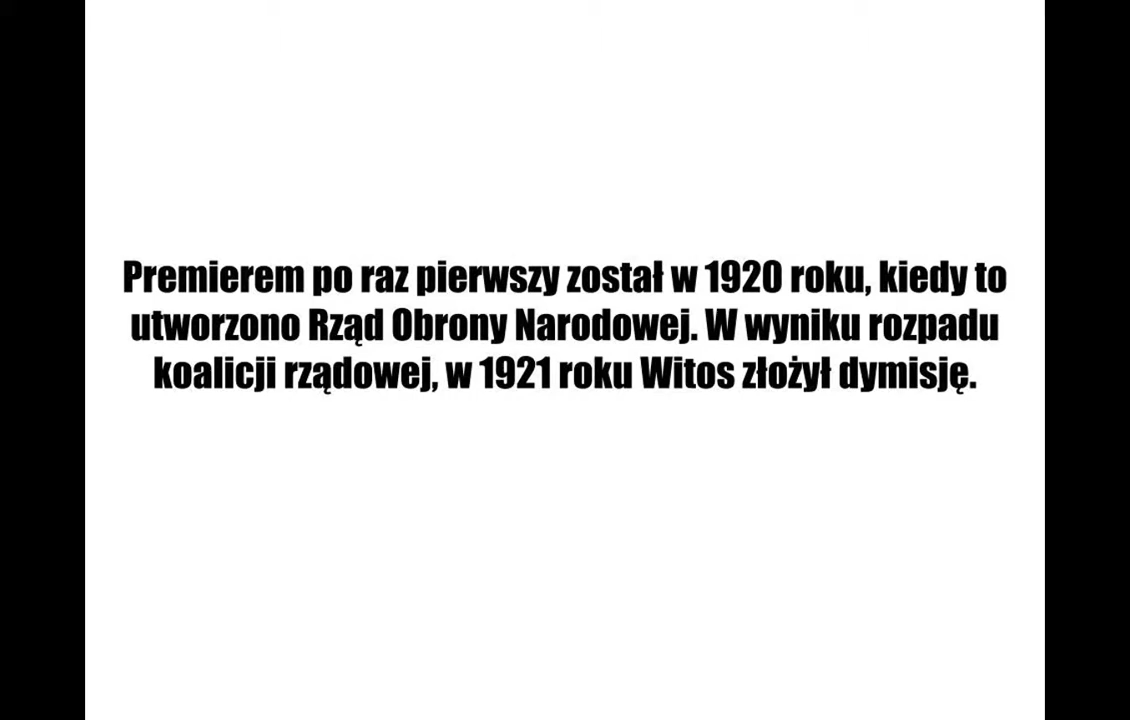 Premierem po raz pierwszy został w 1920 roku, kiedy to
utworzono Rząd Obrony Narodowej. W wyniku rozpadu
koalicji rządowej, w 1921 roku Witos złożył dymisję.